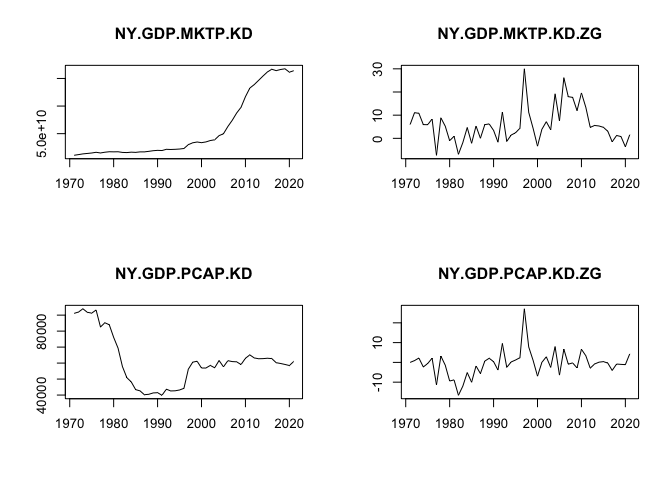 NY.GDP.MKTP.KD
5.0e+10
1970 1980 1990 2000 2010 2020
NY.GDP.MKTP.KD.ZG
0 10 30
1970 1980 1990 2000 2010 2020
NY.GDP.PCAP.KD
40000 80000
1970 1980 1990 2000 2010 2020
NY.GDP.PCAP.KD.ZG
-10 10
1970 1980 1990 2000 2010 2020